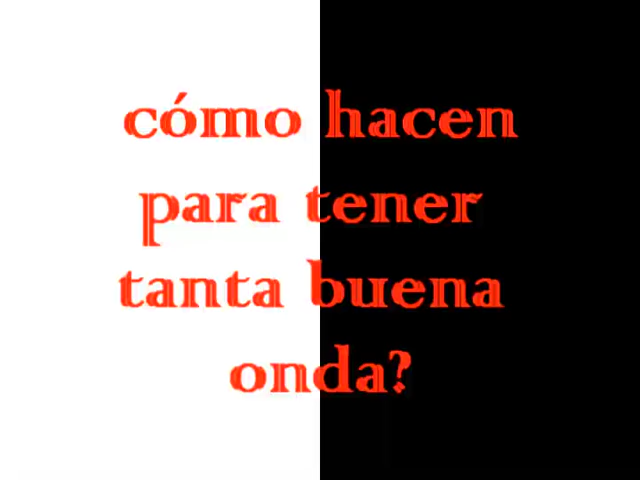 cómo hacen
para tener
tanta buena
onda?